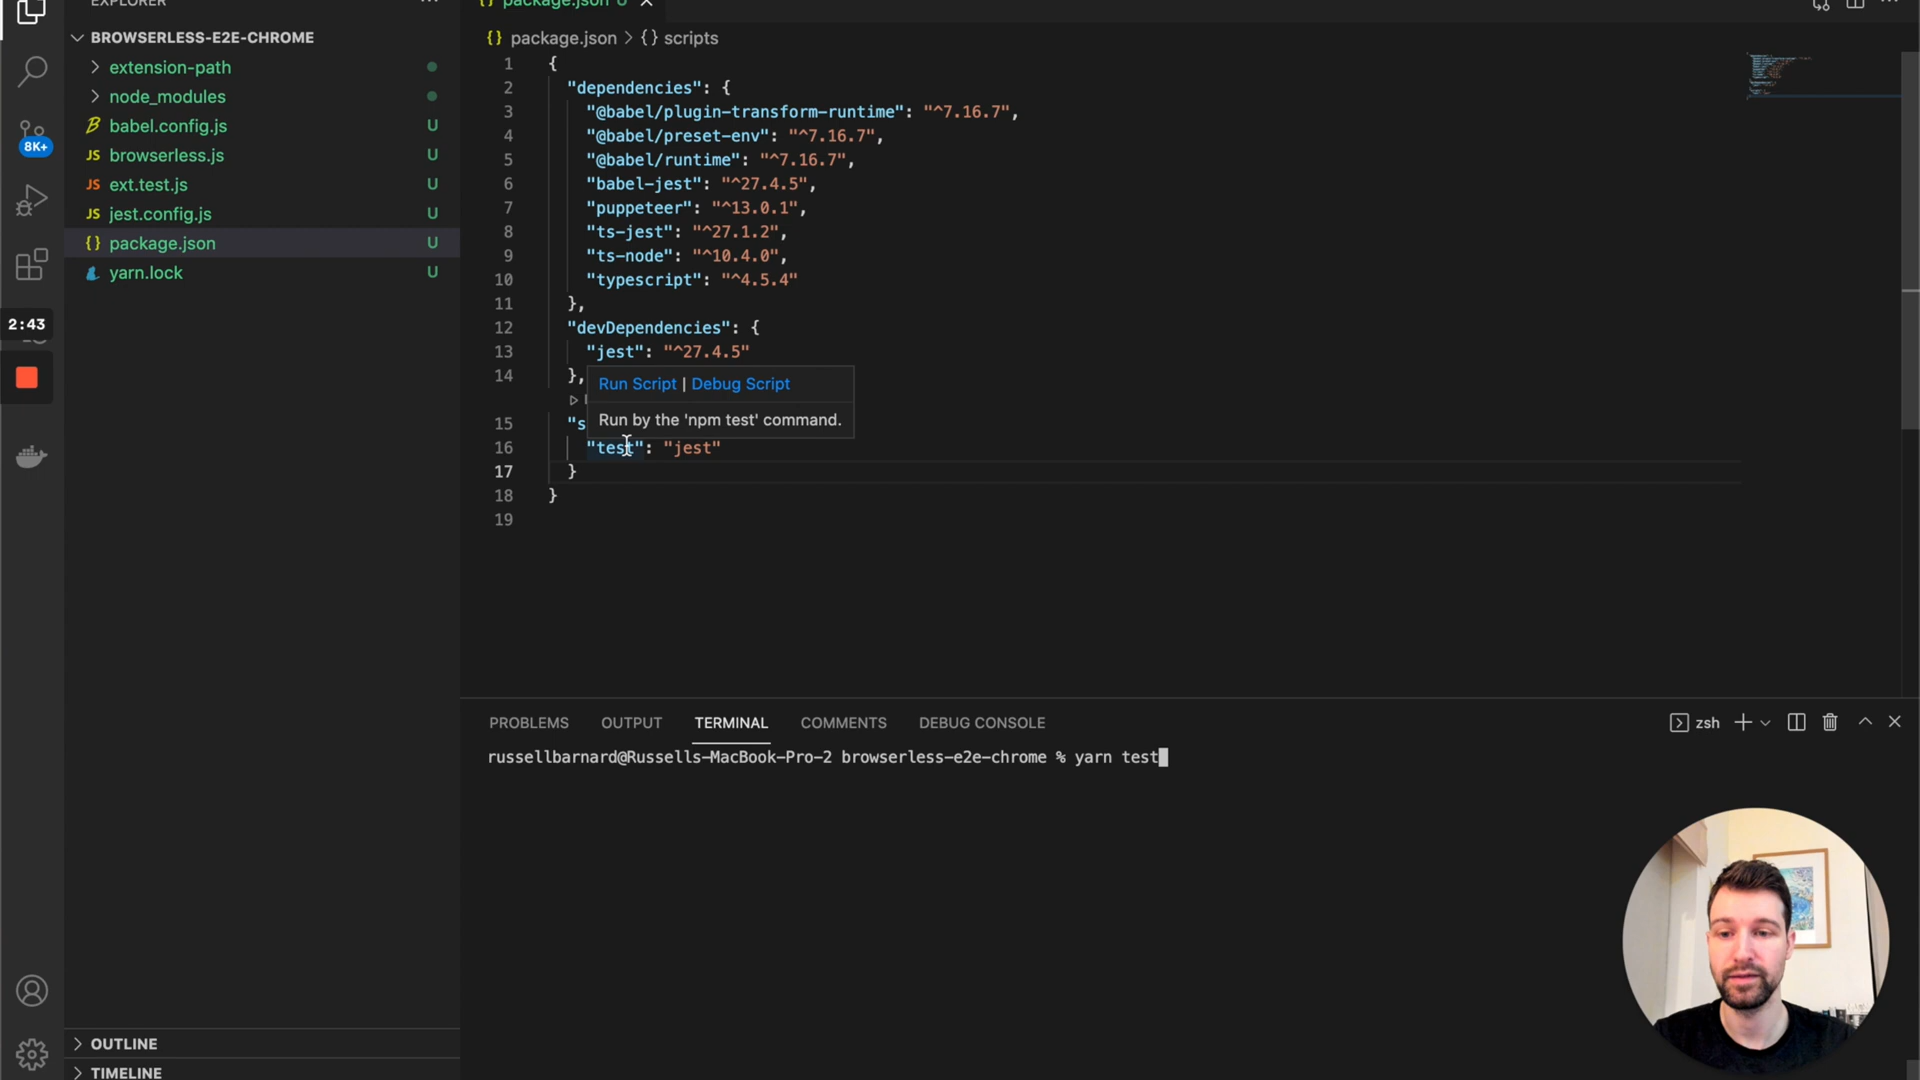 EXPLORER
BROWSERLESS-E2E-CHROME
extension-path
node_modules
babel.config.js U
JS browserless.js U
JS ext.test.js U
JS jest.config.js U
{} package.json U
yarn.lock U
8K+
2:43
OUTLINE
TIMELINE
{} package.json U
{} package.json > {} scripts
1 {
2 "dependencies": {
3 "@babel/plugin-transform-runtime": "^7.16.7",
4 "@babel/preset-env": "^7.16.7",
5 "@babel/runtime": "^7.16.7",
6 "babel-jest": "^27.4.5",
7 "puppeteer": "^13.0.1",
8 "ts-jest": "^27.1.2",
9 "ts-node": "^10.4.0",
10 "typescript": "^4.5.4"
11 },
12 "devDependencies": {
13 "jest": "^27.4.5"
14 },
Run Script | Debug Script
Run by the 'npm test' command.
15 "s
16 "test": "jest"
17 }
18 }
19
PROBLEMS OUTPUT TERMINAL COMMENTS DEBUG CONSOLE
zsh
russellbarnard@Russells-MacBook-Pro-2 browserless-e2e-chrome % yarn test